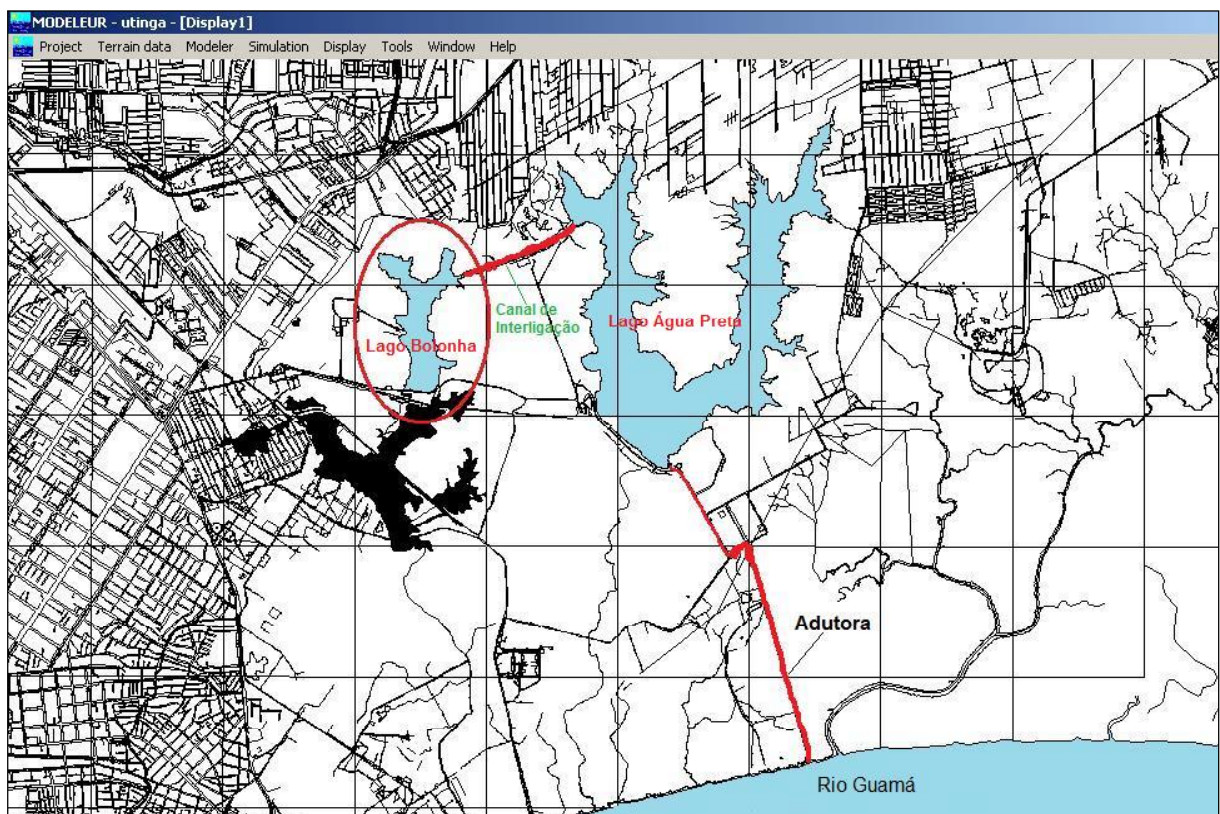 MODELEUR - utinga - [Display1]
Project Terrain data Modeler Simulation Display Tools Window Help
Canal de
Interligação
Lago Água Preta
Lago Bolonha
Adutora
Rio Guamá